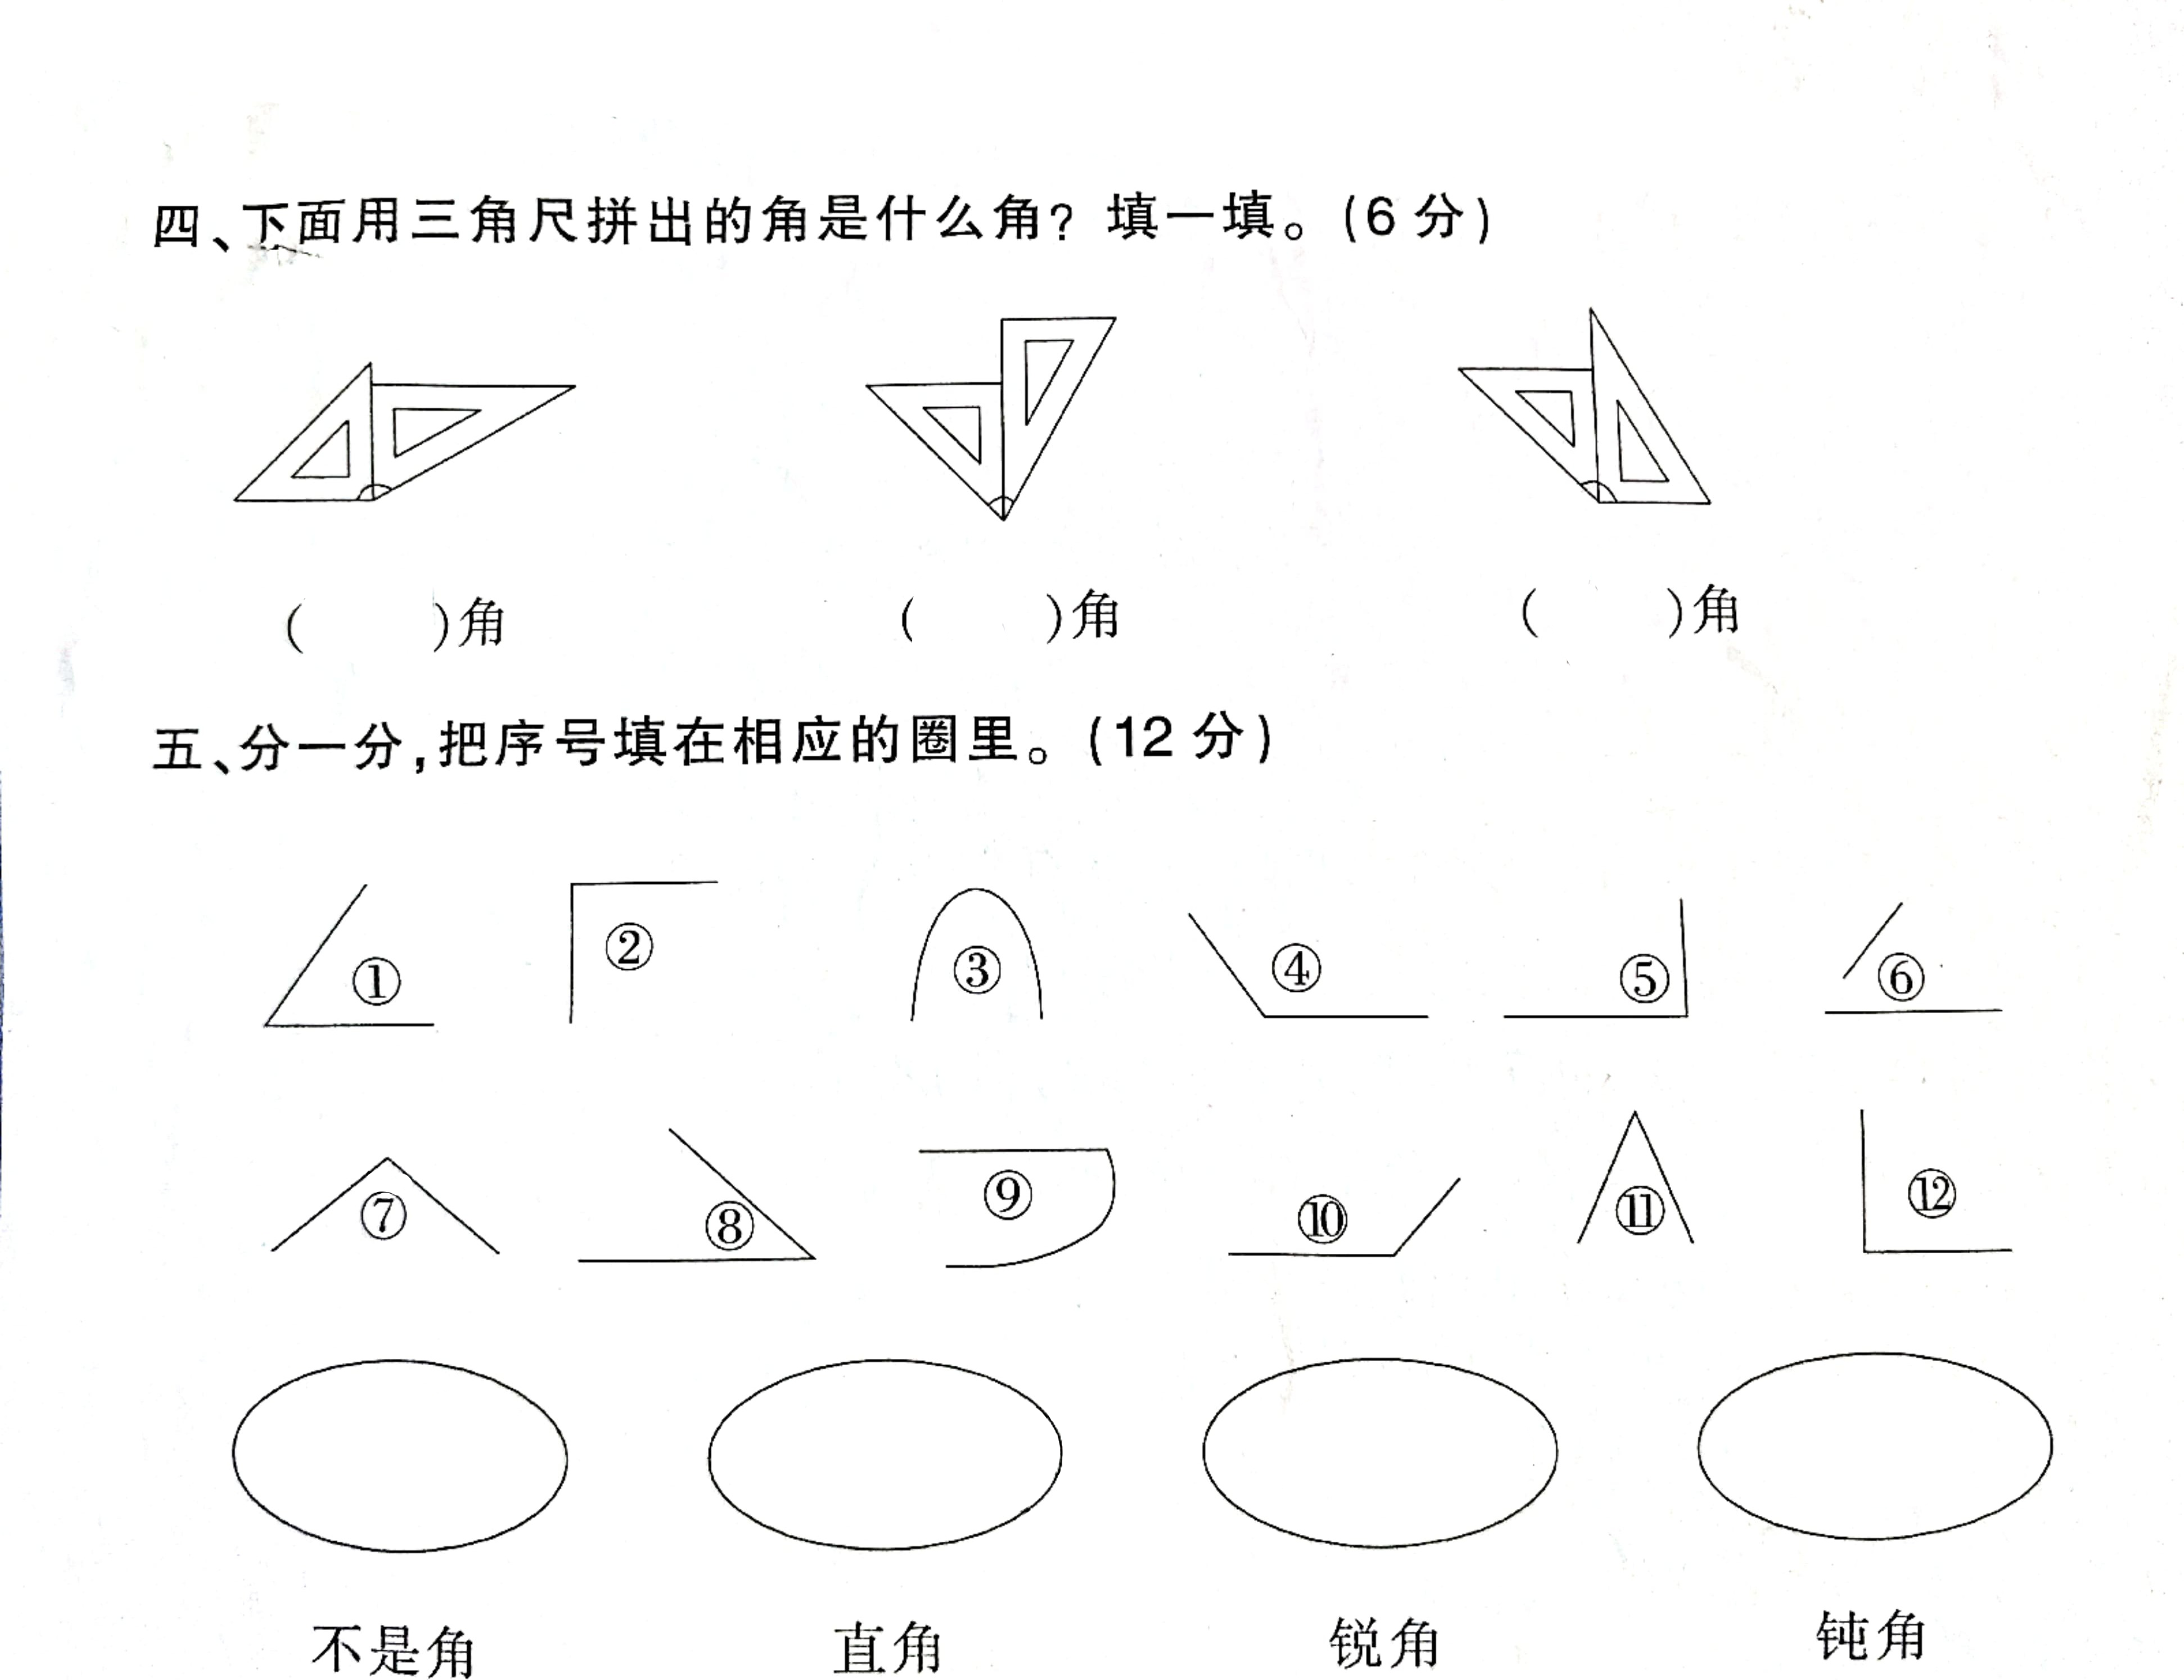 四、下面用三角尺拼出的角是什么角？填一填。(6分)
(　　)角　(　　)角　(　　)角
五、分一分,把序号填在相应的圈里。(12分)
① ② ③ ④ ⑤ ⑥
⑦ ⑧ ⑨ ⑩ ⑪ ⑫
不是角　直角　锐角　钝角